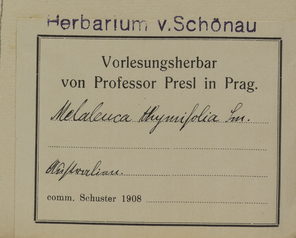 Herbarium v. Schönau
Vorlesungsherbar
von Professor Presl in Prag.
Melaleuca thymifolia Sm.
Australien.
comm. Schuster 1908